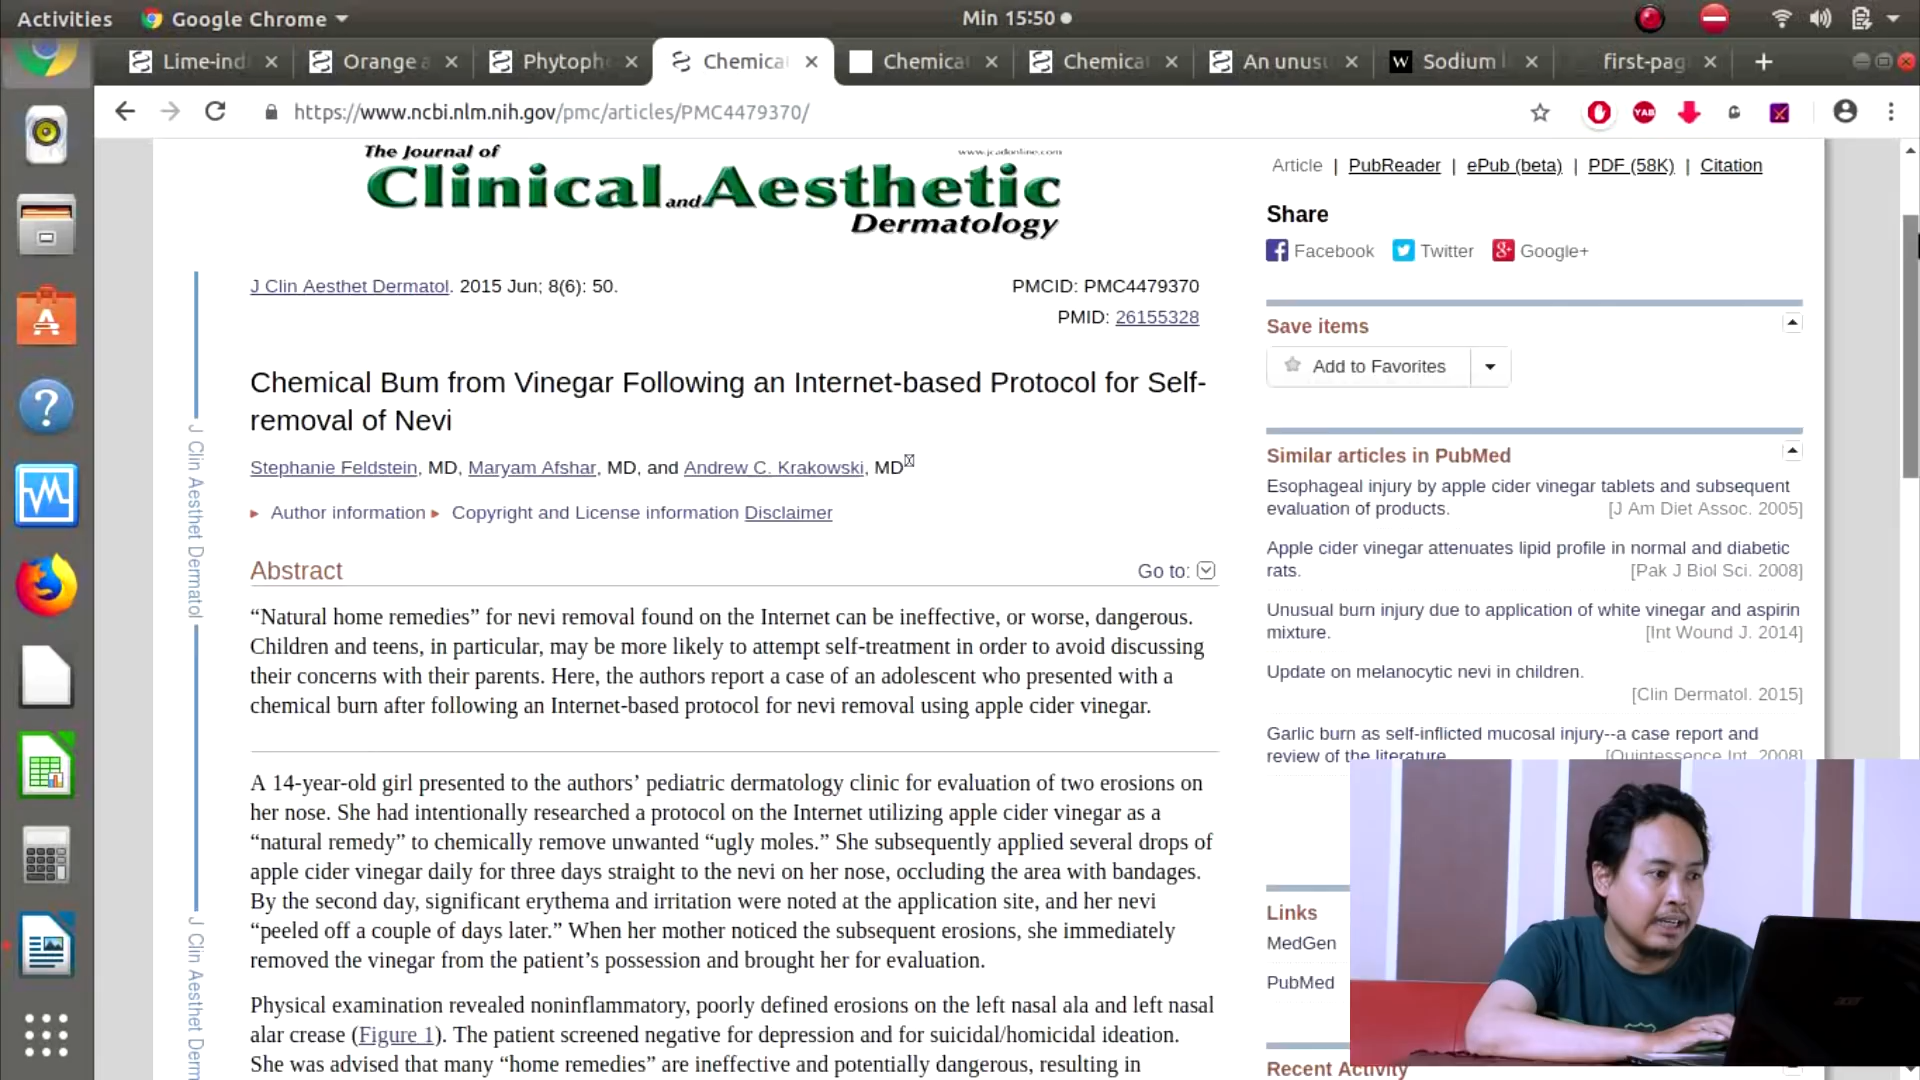 Activities
Google Chrome
Min 15:50
Lime-ind
Orange a
Phytoph
Chemica
Chemica
Chemica
An unus
W Sodium l
first-pag
https://www.ncbi.nlm.nih.gov/pmc/articles/PMC4479370/
YAB
The Journal of
www.jcadonline.com
Clinical and Aesthetic
Dermatology
Article | PubReader | ePub (beta) | PDF (58K) | Citation
Share
Facebook Twitter Google+
J Clin Aesthet Dermatol. 2015 Jun; 8(6): 50.
PMCID: PMC4479370
PMID: 26155328
Save items
Add to Favorites
Chemical Bum from Vinegar Following an Internet-based Protocol for Self-
removal of Nevi
Stephanie Feldstein, MD, Maryam Afshar, MD, and Andrew C. Krakowski, MD
Author information Copyright and License information Disclaimer
J Clin Aesthet Dermatol
J Clin Aesthet Derm
Similar articles in PubMed
Esophageal injury by apple cider vinegar tablets and subsequent
evaluation of products. [J Am Diet Assoc. 2005]
Apple cider vinegar attenuates lipid profile in normal and diabetic
rats. [Pak J Biol Sci. 2008]
Unusual burn injury due to application of white vinegar and aspirin
mixture. [Int Wound J. 2014]
Update on melanocytic nevi in children.
[Clin Dermatol. 2015]
Garlic burn as self-inflicted mucosal injury--a case report and
review of the literature. [Quintessence Int. 2008]
Abstract
Go to:
“Natural home remedies” for nevi removal found on the Internet can be ineffective, or worse, dangerous.
Children and teens, in particular, may be more likely to attempt self-treatment in order to avoid discussing
their concerns with their parents. Here, the authors report a case of an adolescent who presented with a
chemical burn after following an Internet-based protocol for nevi removal using apple cider vinegar.
A 14-year-old girl presented to the authors’ pediatric dermatology clinic for evaluation of two erosions on
her nose. She had intentionally researched a protocol on the Internet utilizing apple cider vinegar as a
“natural remedy” to chemically remove unwanted “ugly moles.” She subsequently applied several drops of
apple cider vinegar daily for three days straight to the nevi on her nose, occluding the area with bandages.
By the second day, significant erythema and irritation were noted at the application site, and her nevi
“peeled off a couple of days later.” When her mother noticed the subsequent erosions, she immediately
removed the vinegar from the patient’s possession and brought her for evaluation.
Physical examination revealed noninflammatory, poorly defined erosions on the left nasal ala and left nasal
alar crease (Figure 1). The patient screened negative for depression and for suicidal/homicidal ideation.
She was advised that many “home remedies” are ineffective and potentially dangerous, resulting in
Links
MedGen
PubMed
Recent Activity
acer